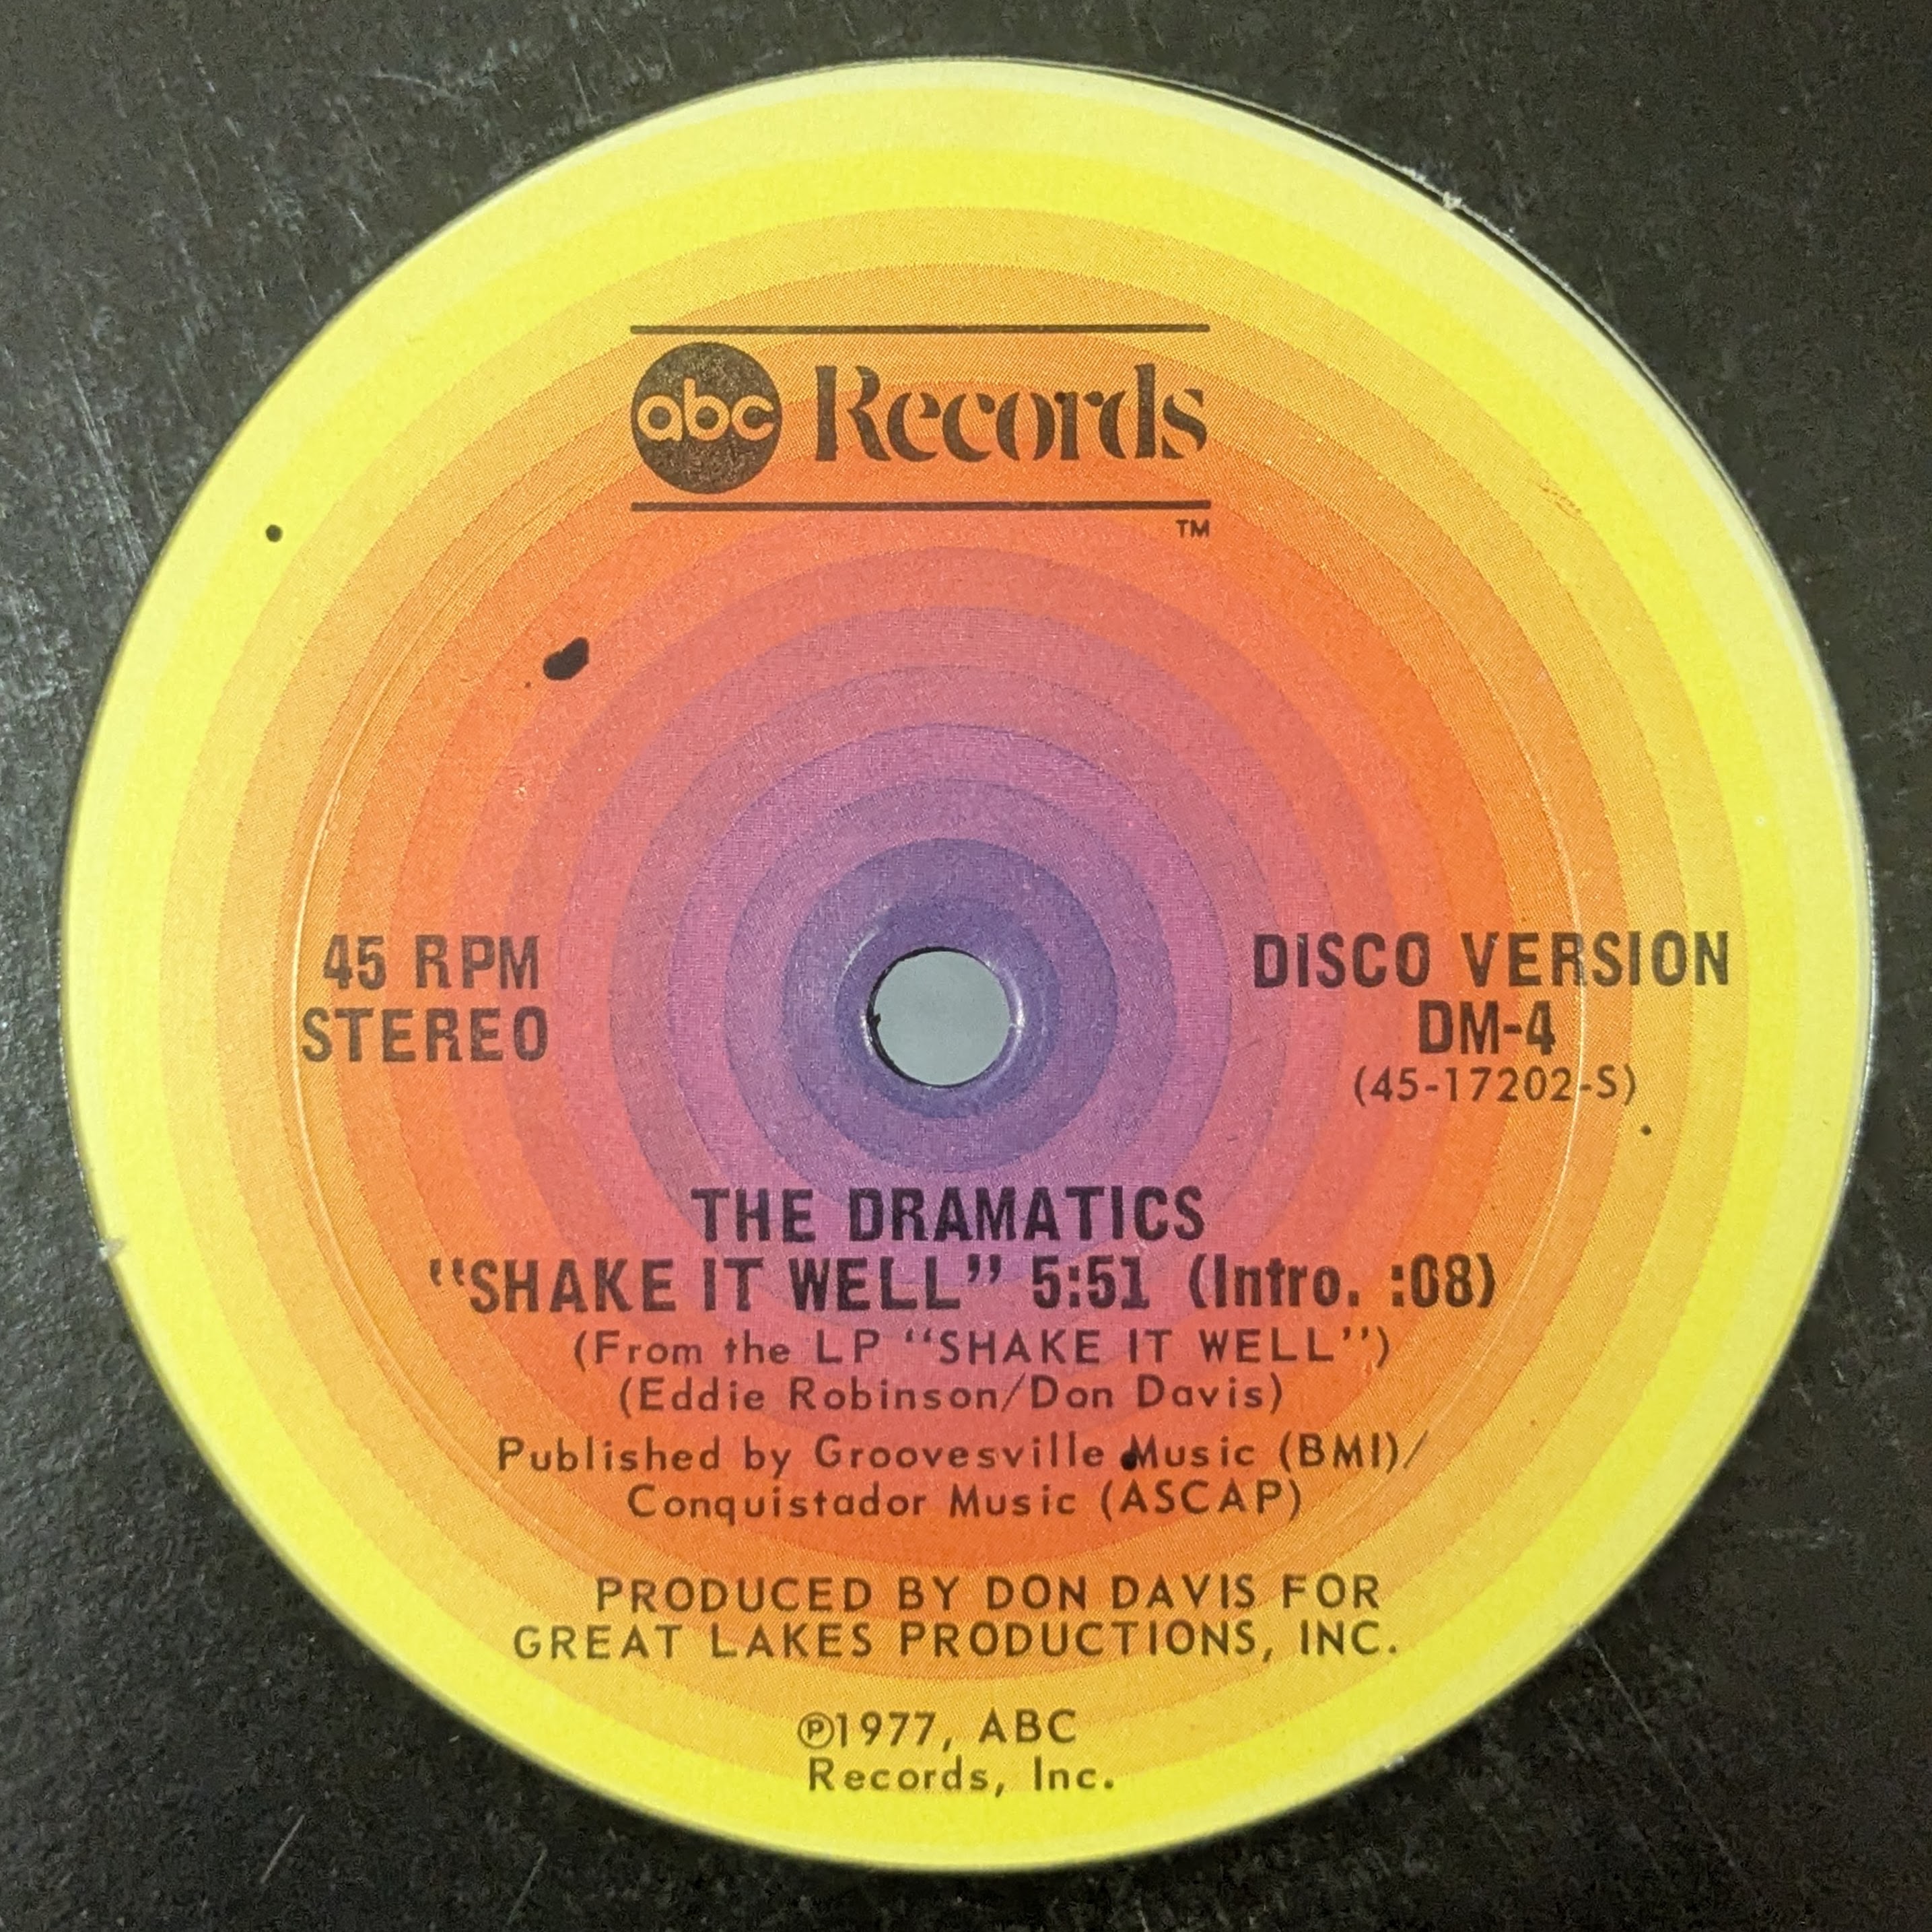 abc Records
TM
45 RPM
STEREO
DISCO VERSION
DM-4
(45-17202-S)
THE DRAMATICS
“SHAKE IT WELL” 5:51 (Intro. :08)
(From the LP “SHAKE IT WELL”)
(Eddie Robinson/Don Davis)
Published by Groovesville Music (BMI)/
Conquistador Music (ASCAP)
PRODUCED BY DON DAVIS FOR
GREAT LAKES PRODUCTIONS, INC.
℗1977, ABC
Records, Inc.